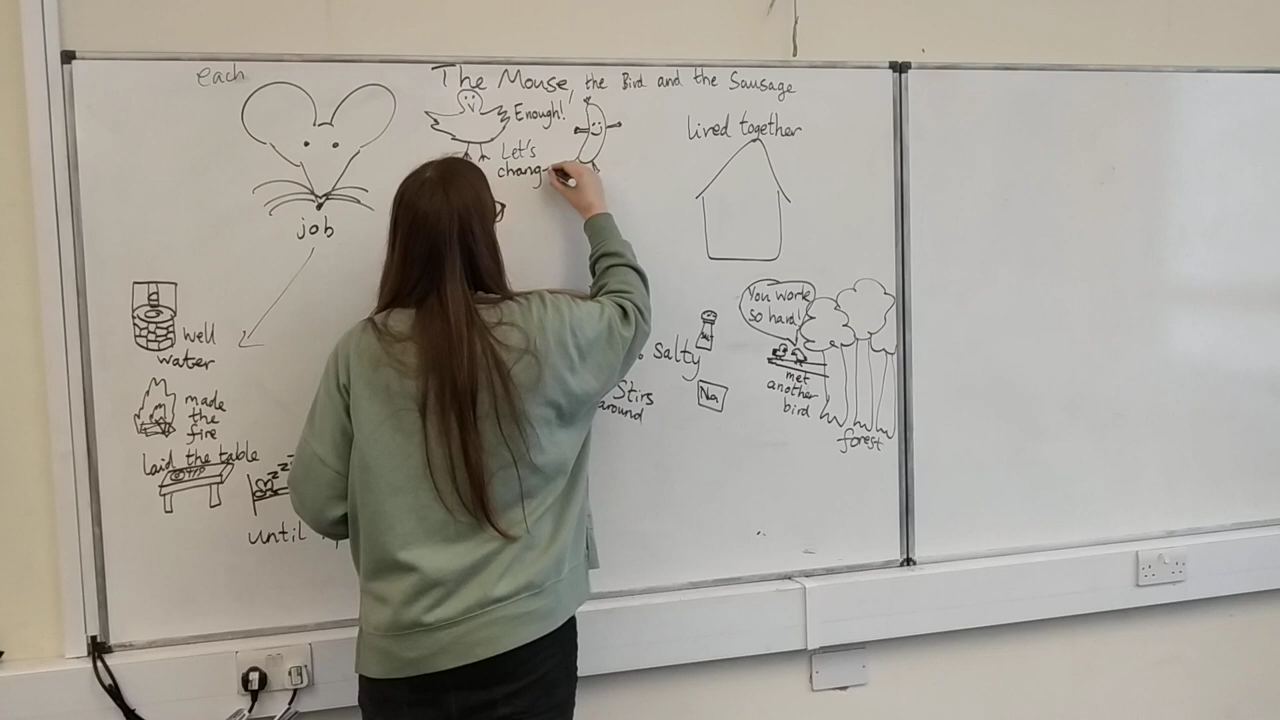 each
The Mouse, the Bird and the Sausage
Enough!
Let's
chang
lived together
job
well
water
made
the
fire
laid the table
zzz
until
salty
Stirs
around
Na
You work
so hard!
met
another
bird
forest